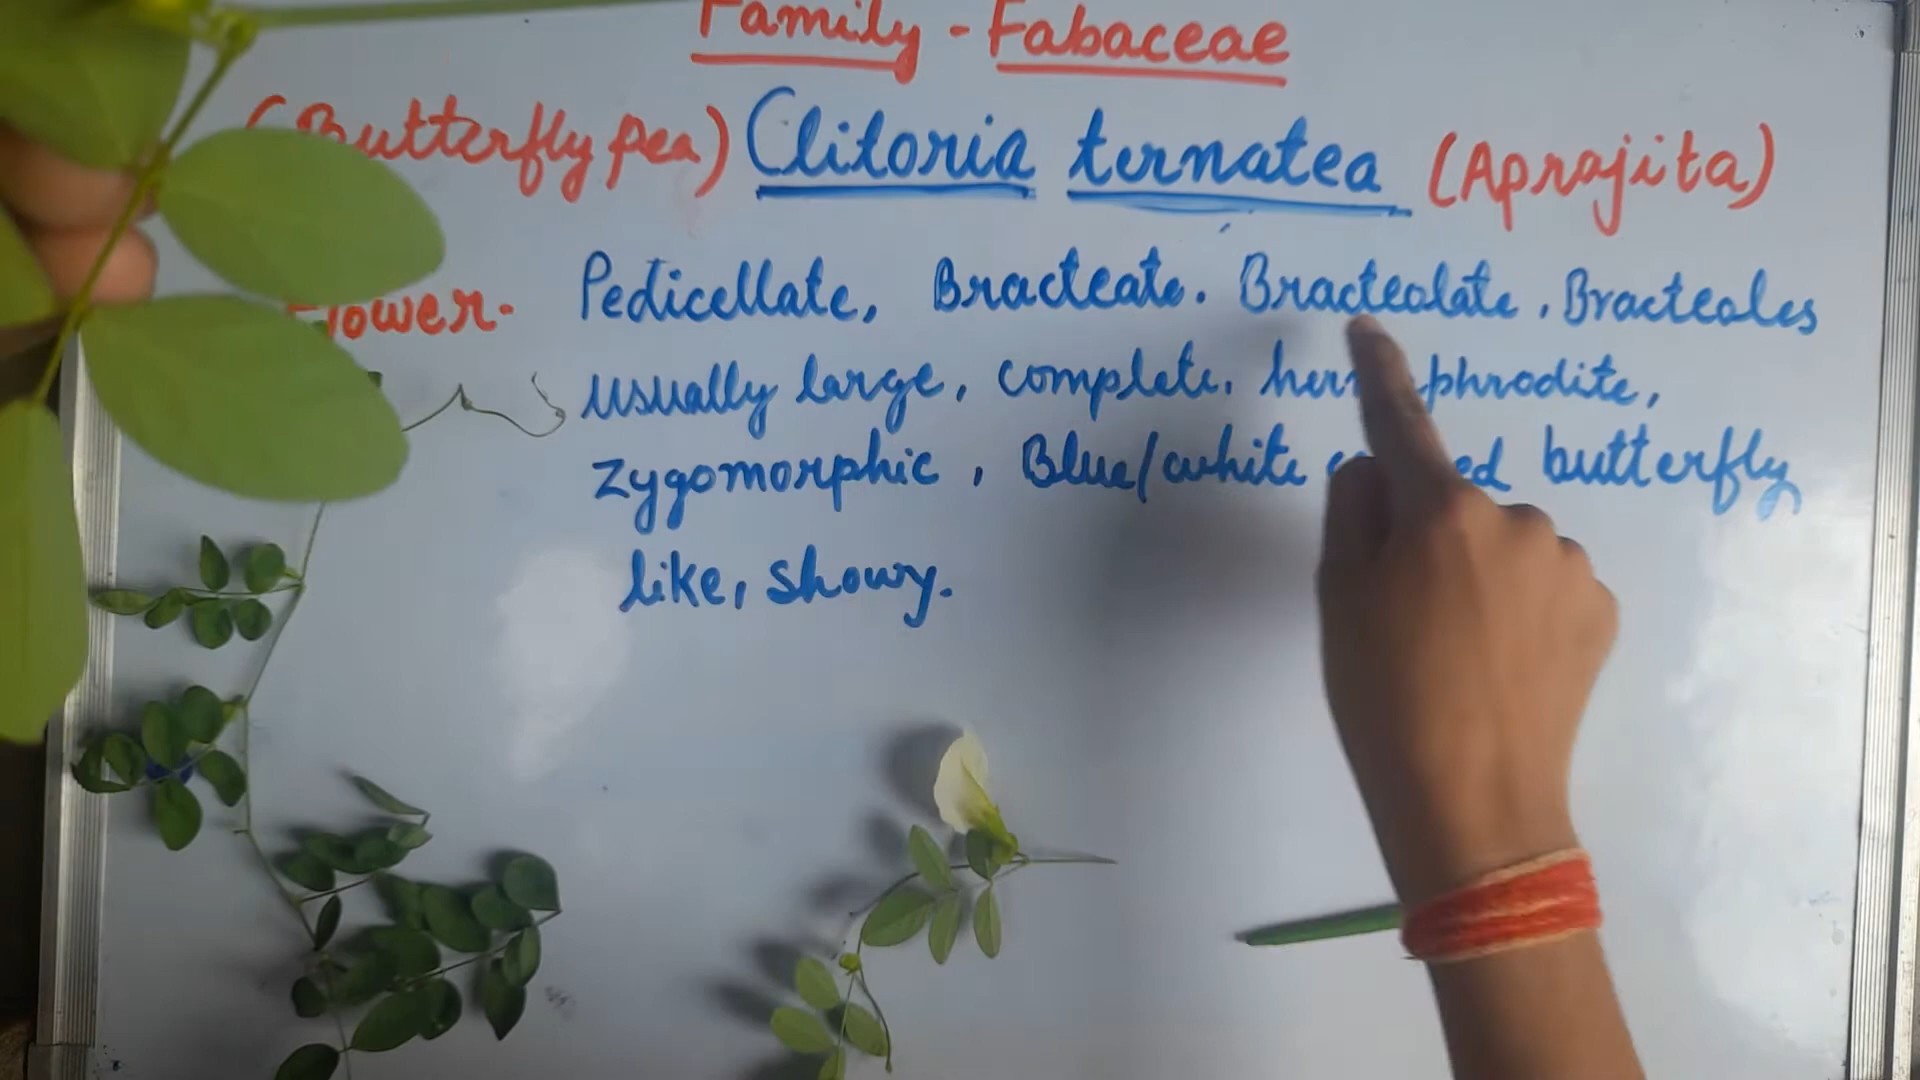 Family - Fabaceae
(Butterfly pea) Clitoria ternatea (Aprajita)
Flower - Pedicellate, Bracteate. Bracteolate, Bracteoles
usually large, complete, hermaphrodite,
Zygomorphic, Blue/white butterfly
like, showy.